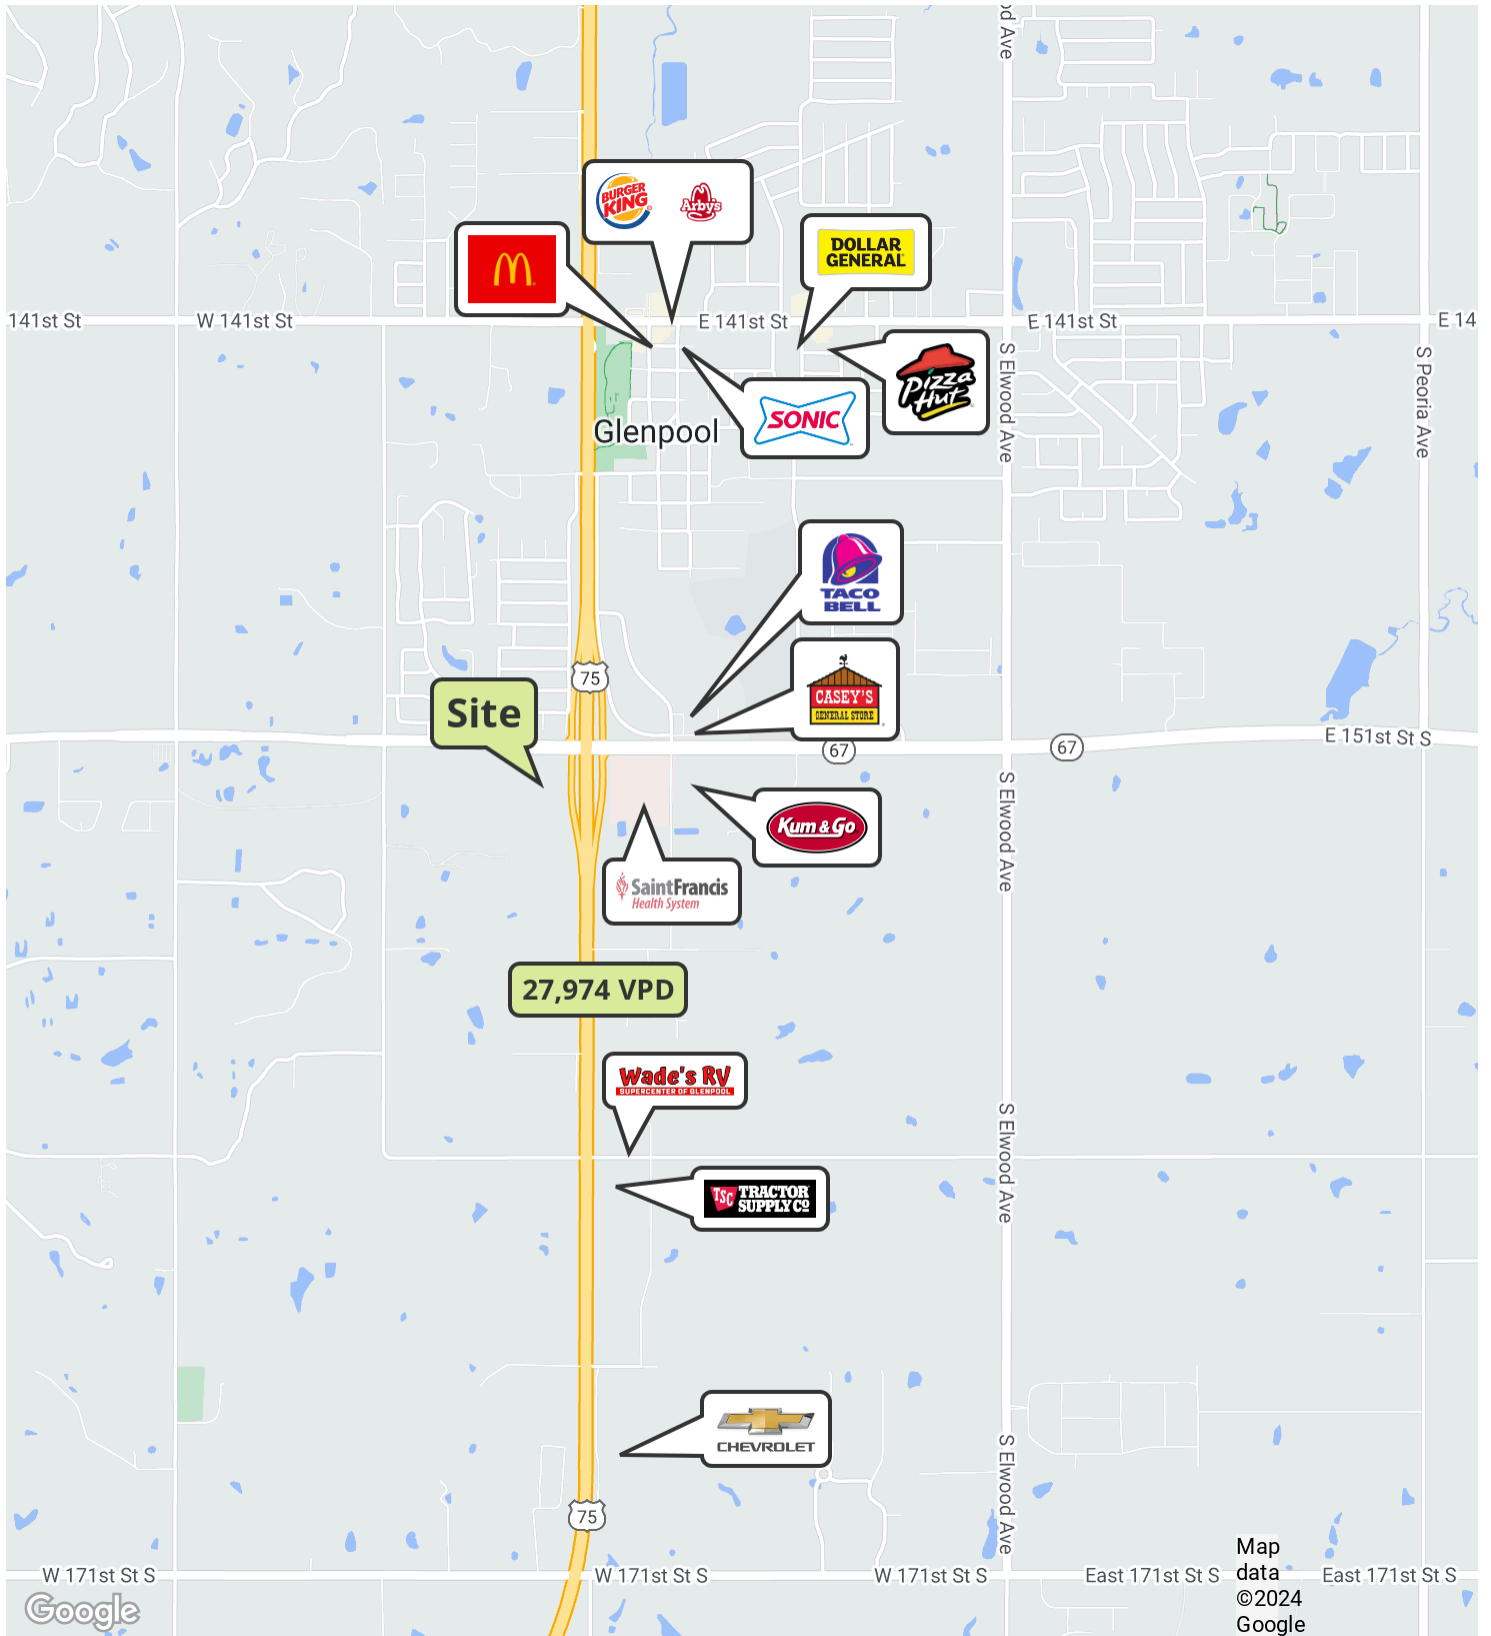 od Ave
BURGER
KING
Arby's
DOLLAR
GENERAL
141st St
W 141st St
E 141st St
E 141st St
E 14
Pizza
Hut
SONIC
Glenpool
S Elwood Ave
S Peoria Ave
TACO
BELL
75
Site
CASEY'S
GENERAL STORE
67
67
E 151st St S
S Elwood Ave
Kum & Go
SaintFrancis
Health System
27,974 VPD
Wade's RV
SUPERCENTER OF GLENPOOL
S Elwood Ave
TSC
TRACTOR
SUPPLY CO
CHEVROLET
S Elwood Ave
75
W 171st St S
W 171st St S
W 171st St S
East 171st St S
East 171st St S
Map
data
©2024
Google
Google